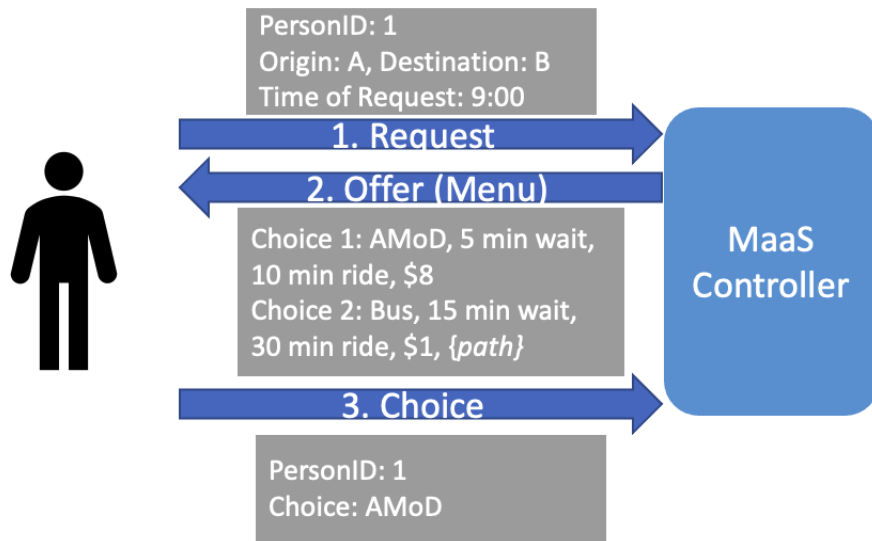 PersonID: 1
Origin: A, Destination: B
Time of Request: 9:00
1. Request
2. Offer (Menu)
Choice 1: AMoD, 5 min wait,
10 min ride, $8
Choice 2: Bus, 15 min wait,
30 min ride, $1, {path}
MaaS
Controller
3. Choice
PersonID: 1
Choice: AMoD